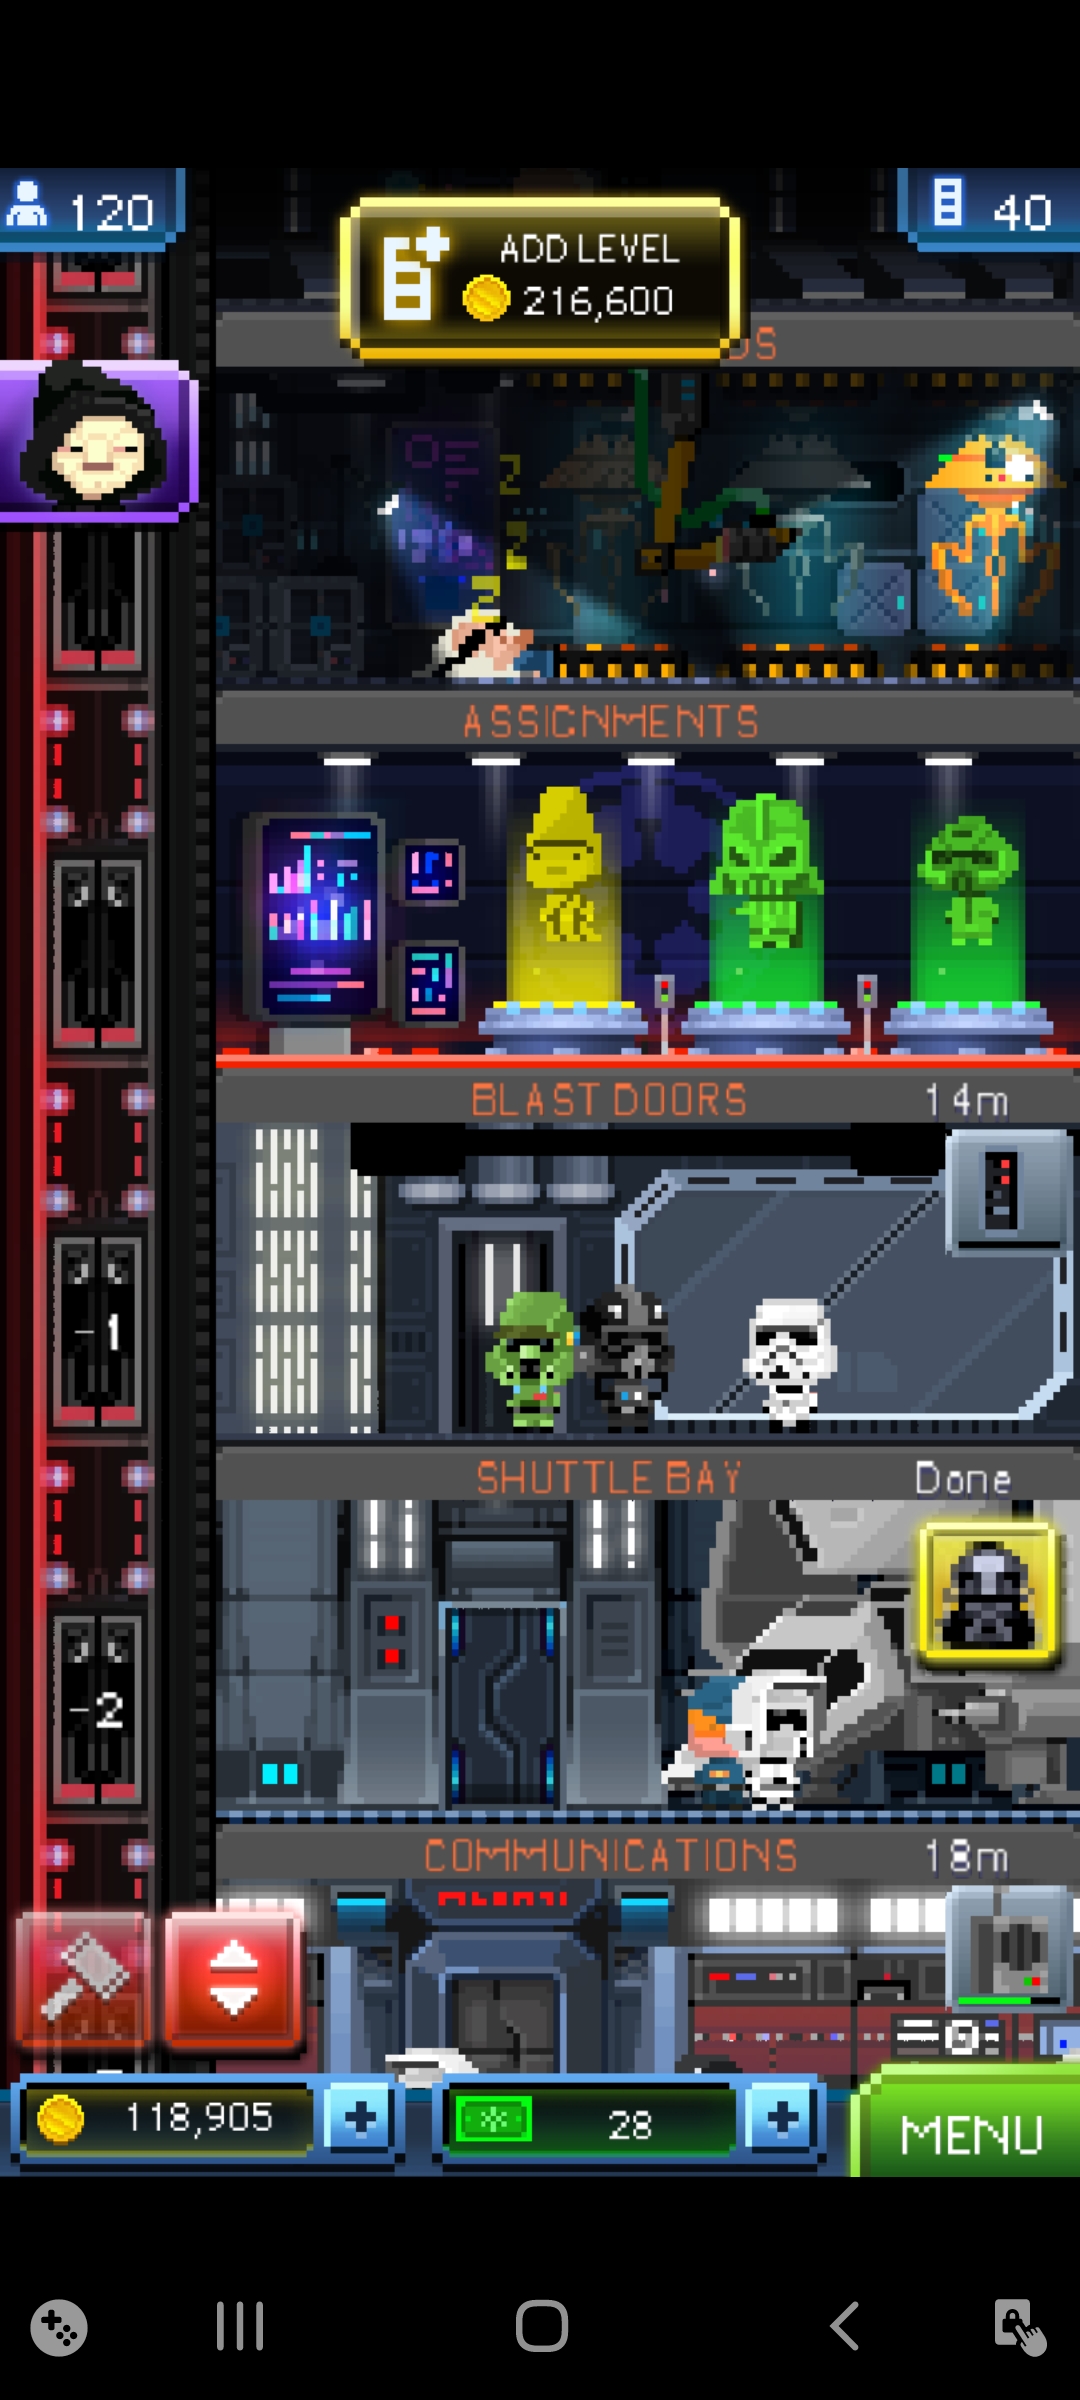 120
40
ADD LEVEL
216,600
DS
ASSIGNMENTS
BLAST DOORS 14m
-1
SHUTTLE BAY Done
-2
COMMUNICATIONS 18m
118,905
28
MENU